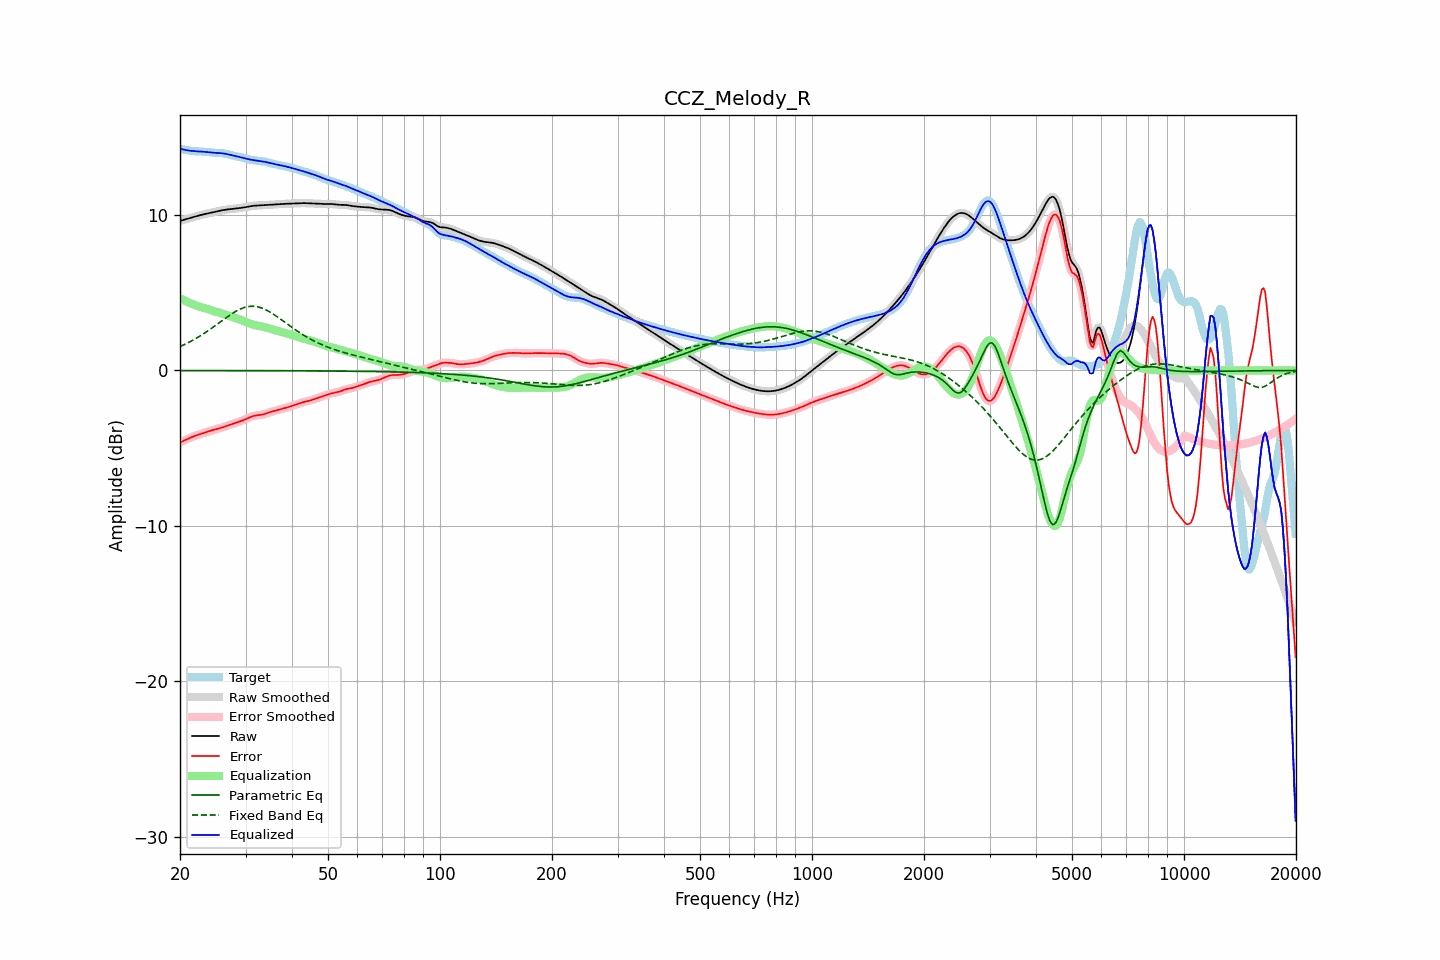 CCZ_Melody_R
Amplitude (dBr)
10
0
−10
−20
−30
Target
Raw Smoothed
Error Smoothed
Raw
Error
Equalization
Parametric Eq
Fixed Band Eq
Equalized
20 50 100 200 500 1000 2000 5000 10000 20000
Frequency (Hz)